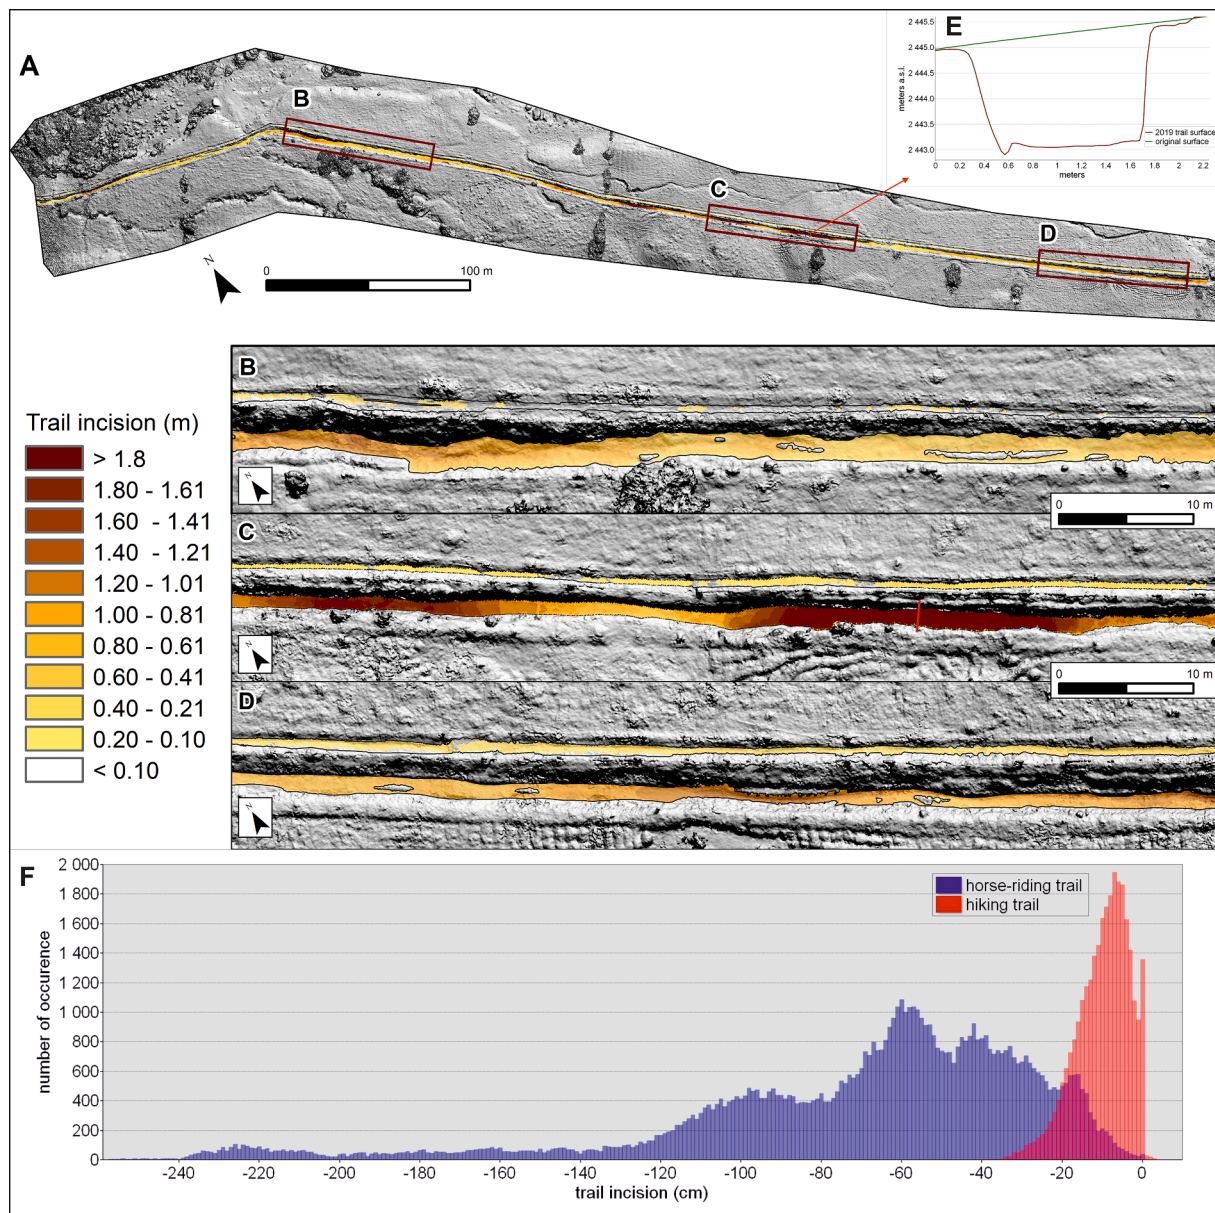 A
B
C
D
N
0 100 m
E
2 445.5
2 445.0
2 444.5
2 444.0
2 443.5
2 443.0
meters a.s.l.
2019 trail surface
original surface
0 0.2 0.4 0.6 0.8 1.0 1.2 1.4 1.6 1.8 2.0 2.2
meters
Trail incision (m)
> 1.8
1.80 - 1.61
1.60 - 1.41
1.40 - 1.21
1.20 - 1.01
1.00 - 0.81
0.80 - 0.61
0.60 - 0.41
0.40 - 0.21
0.20 - 0.10
< 0.10
B
N
0 10 m
C
N
0 10 m
D
N
F
2 000
1 800
1 600
1 400
1 200
1 000
800
600
400
200
0
number of occurence
horse-riding trail
hiking trail
-240 -220 -200 -180 -160 -140 -120 -100 -80 -60 -40 -20 0
trail incision (cm)